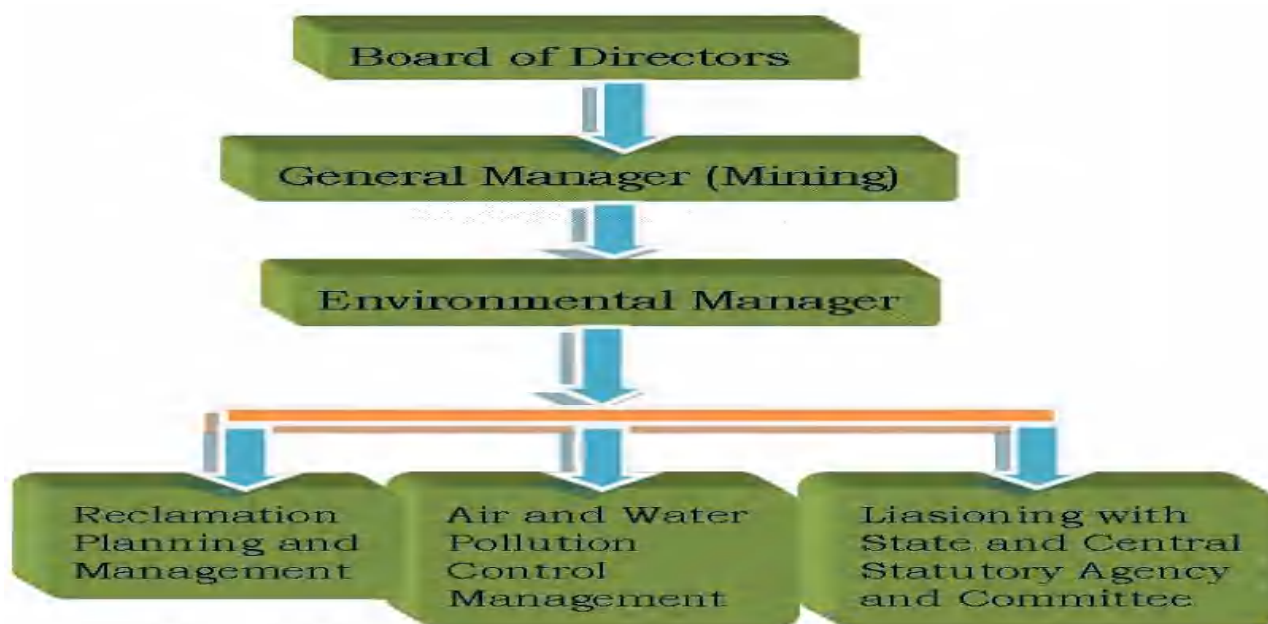 Board of Directors
General Manager (Mining)
Environmental Manager
Reclamation
Planning and
Management
Air and Water
Pollution
Control
Management
Liasioning with
State and Central
Statutory Agency
and Committee